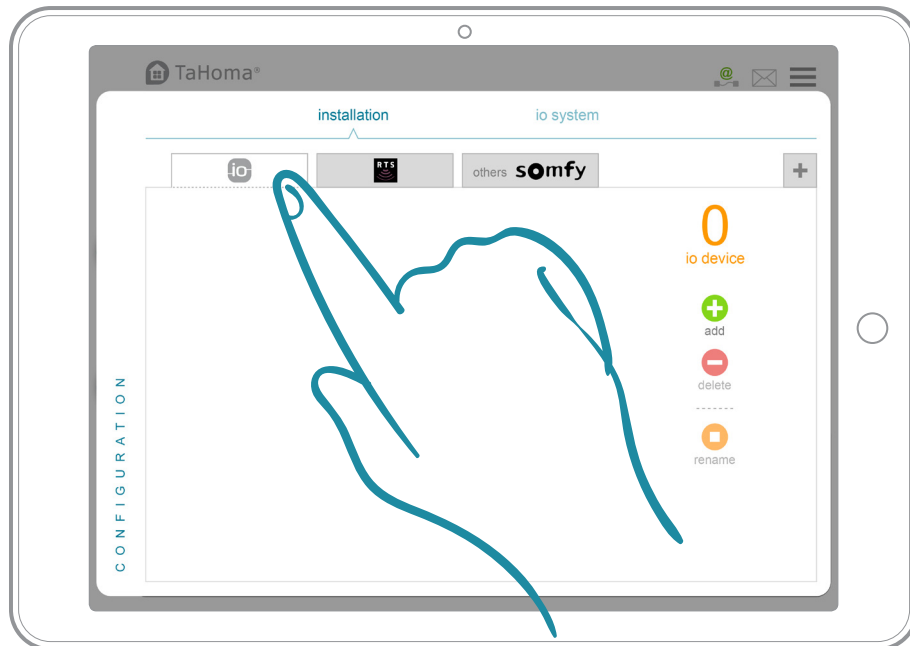 TaHoma®
@
installation
io system
io
RTS
others somfy
+
0
io device
add
delete
rename
CONFIGURATION